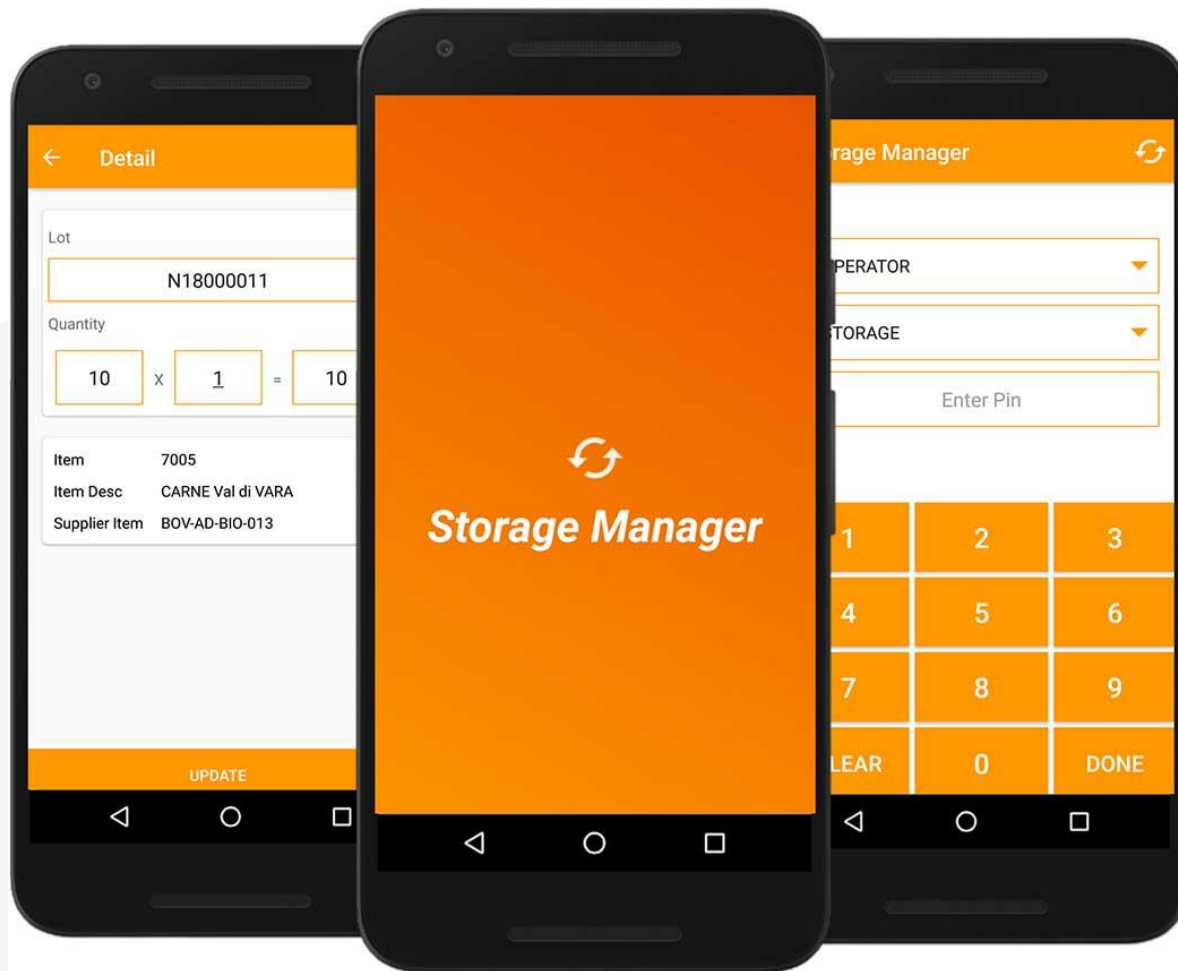 Detail
Lot
N18000011
Quantity
10 x 1 = 10
Item 7005
Item Desc CARNE Val di VARA
Supplier Item BOV-AD-BIO-013
UPDATE
Storage Manager
rage Manager
PERATOR
TORAGE
Enter Pin
1 2 3
4 5 6
7 8 9
LEAR 0 DONE